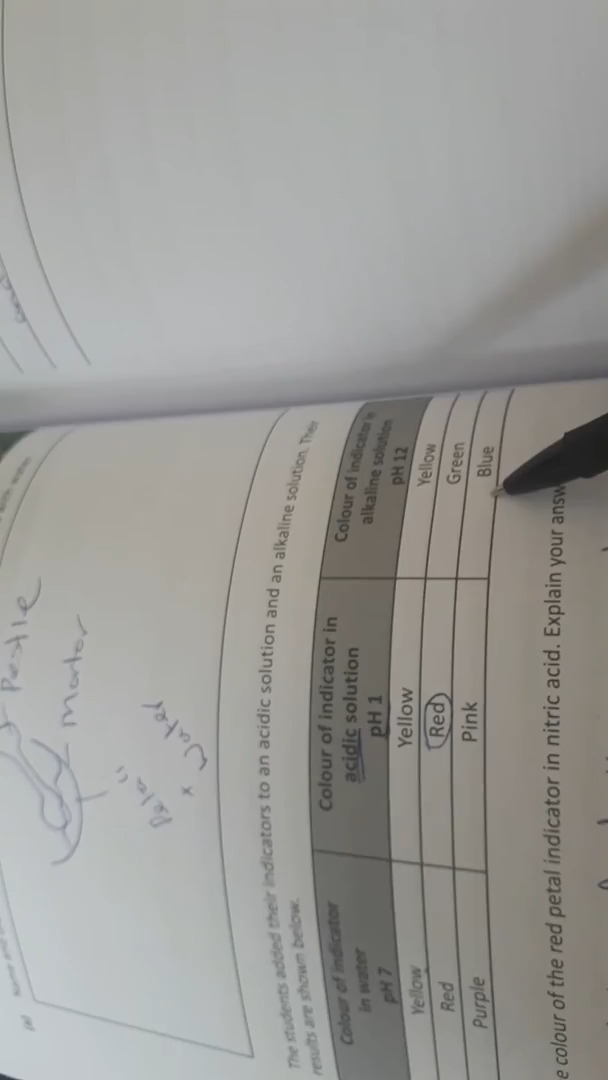 Pestle
Mortar
x water
The students added their indicators to an acidic solution and an alkaline solution. Their
results are shown below.
Colour of indicator in water pH 7 Colour of indicator in acidic solution pH 1 Colour of indicator in alkaline solution pH 12
Yellow Yellow Yellow
Red Red Green
Purple Pink Blue
colour of the red petal indicator in nitric acid. Explain your